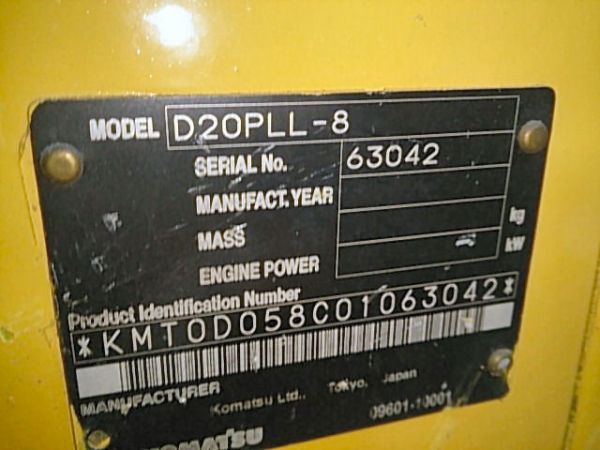 MODEL D20PLL-8
SERIAL No. 63042
MANUFACT. YEAR
MASS kg
ENGINE POWER kW
Product Identification Number
*KMT0D058C01063042*
MANUFACTURER
Komatsu Ltd., Tokyo, Japan
09601-10001
KOMATSU